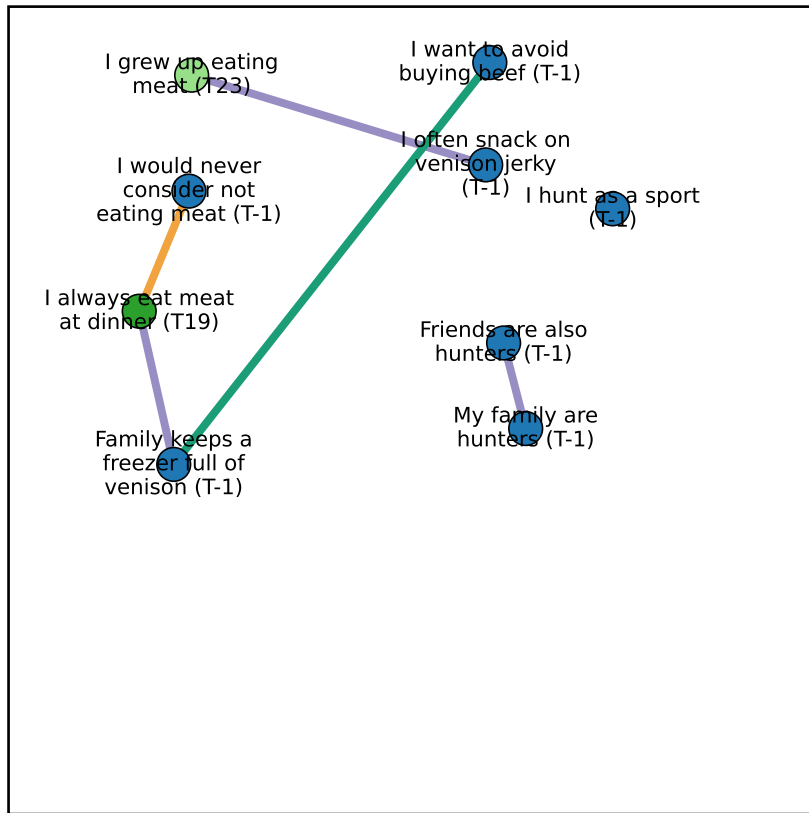 I grew up eating
meat (T23)
I want to avoid
buying beef (T-1)
I often snack on
venison jerky
(T-1)
I would never
consider not
eating meat (T-1)
I hunt as a sport
(T-1)
I always eat meat
at dinner (T19)
Friends are also
hunters (T-1)
My family are
hunters (T-1)
Family keeps a
freezer full of
venison (T-1)